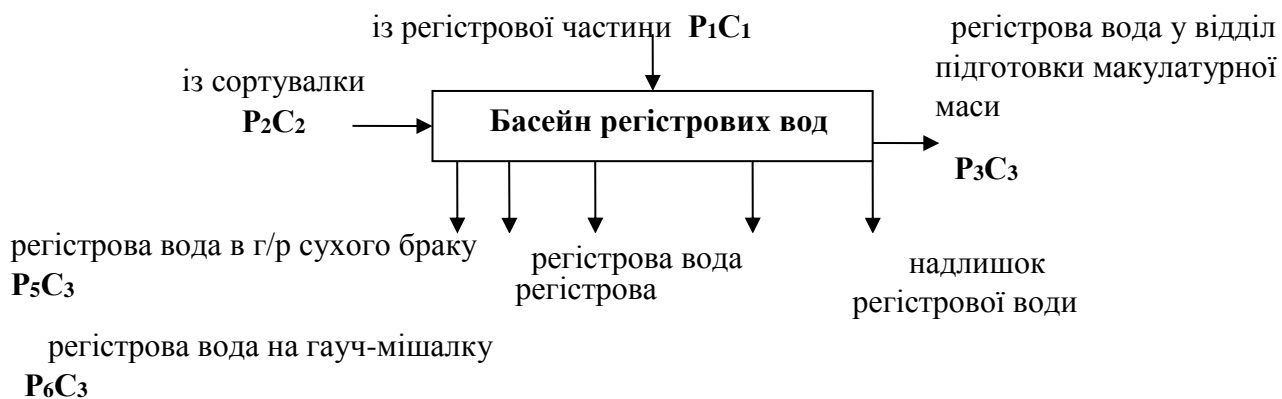 із регістрової частини P₁C₁
регістрова вода у відділ
підготовки макулатурної
маси
із сортувалки
P₂C₂
Басейн регістрових вод
P₃C₃
регістрова вода в г/р сухого браку
P₅C₃
регістрова вода
регістрова
надлишок
регістрової води
регістрова вода на гауч-мішалку
P₆C₃